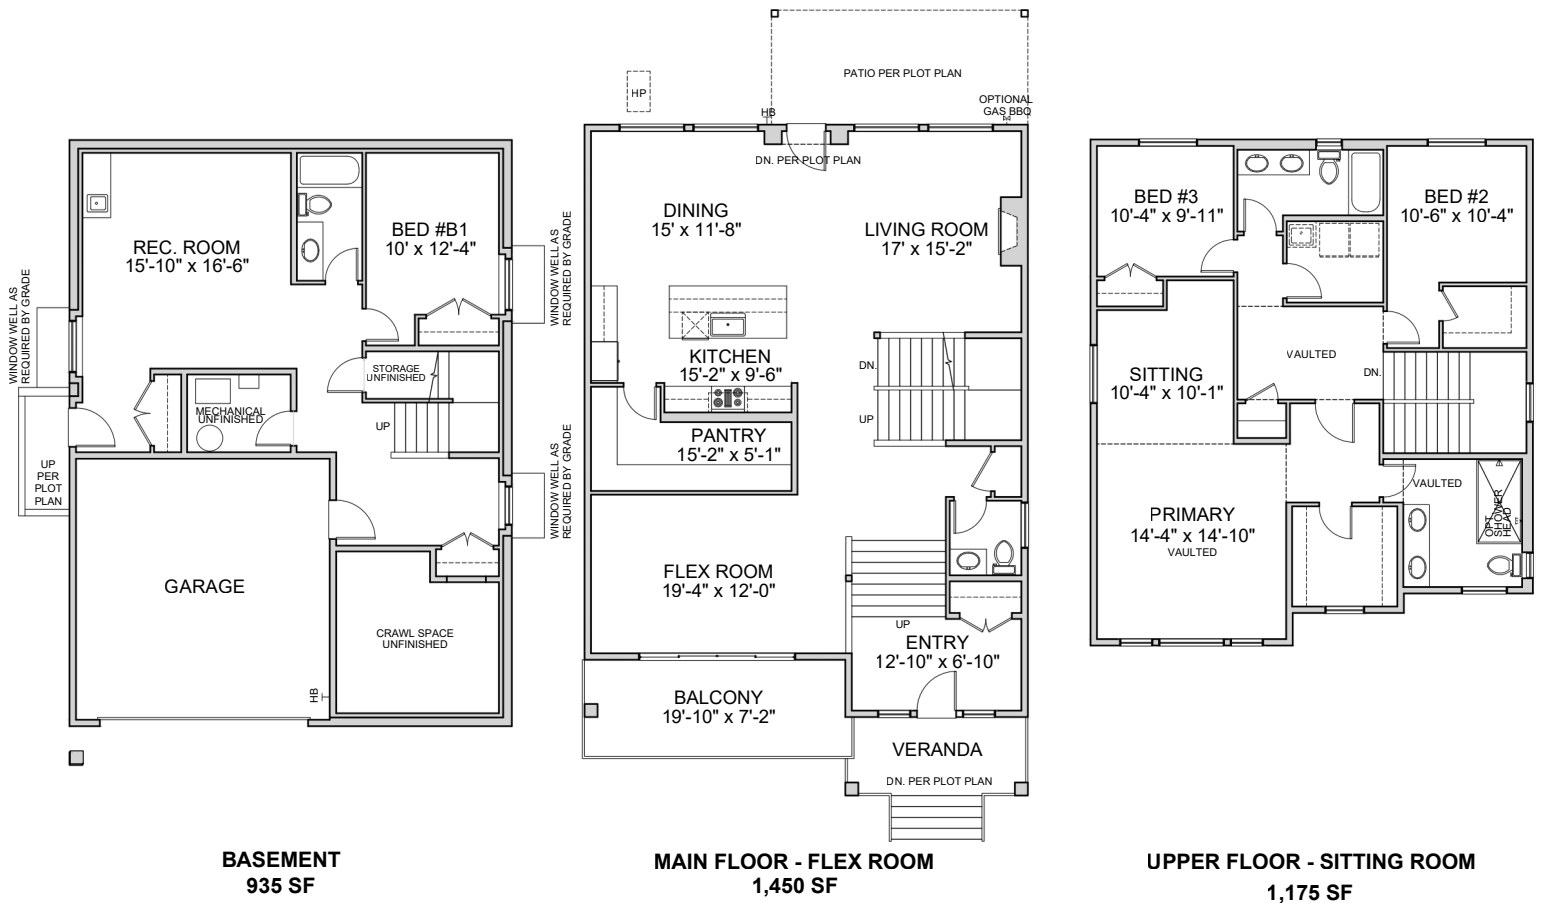 WINDOW WELL AS
REQUIRED BY GRADE
UP
PER
PLOT
PLAN
REC. ROOM
15'-10" x 16'-6"
BED #B1
10' x 12'-4"
WINDOW WELL AS
REQUIRED BY GRADE
STORAGE
UNFINISHED
MECHANICAL
UNFINISHED
UP
WINDOW WELL AS
REQUIRED BY GRADE
GARAGE
CRAWL SPACE
UNFINISHED
HB
BASEMENT
935 SF
PATIO PER PLOT PLAN
HP
HB
OPTIONAL
GAS BBQ
DN. PER PLOT PLAN
DINING
15' x 11'-8"
LIVING ROOM
17' x 15'-2"
KITCHEN
15'-2" x 9'-6"
DN.
UP
PANTRY
15'-2" x 5'-1"
FLEX ROOM
19'-4" x 12'-0"
UP
ENTRY
12'-10" x 6'-10"
BALCONY
19'-10" x 7'-2"
VERANDA
DN. PER PLOT PLAN
MAIN FLOOR - FLEX ROOM
1,450 SF
BED #3
10'-4" x 9'-11"
BED #2
10'-6" x 10'-4"
VAULTED
DN.
SITTING
10'-4" x 10'-1"
VAULTED
OPT.
SHOWER
HEAD
PRIMARY
14'-4" x 14'-10"
VAULTED
UPPER FLOOR - SITTING ROOM
1,175 SF